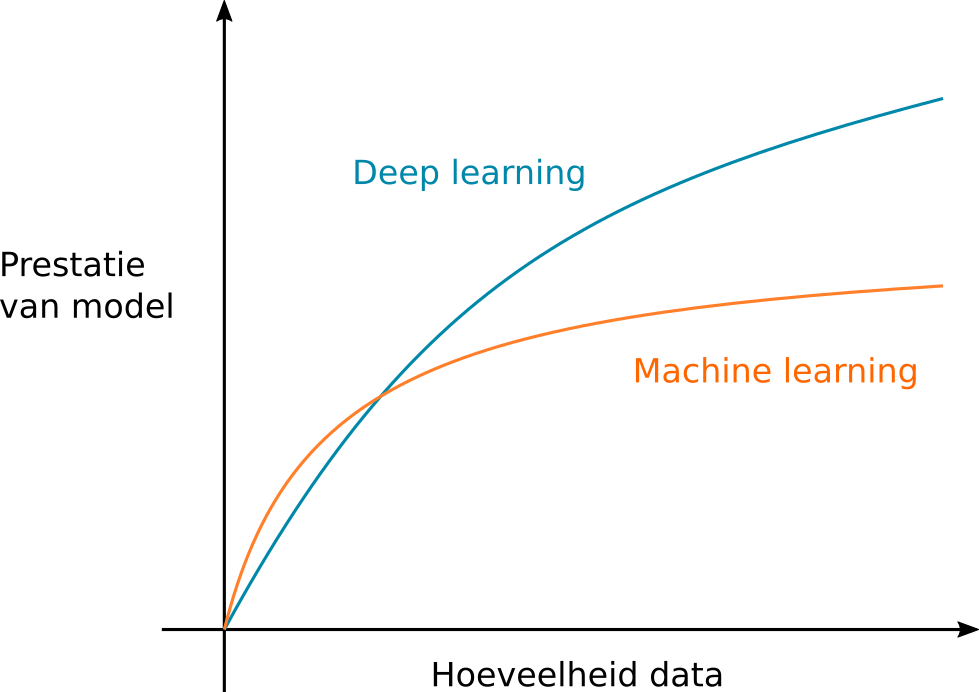 Deep learning
Prestatie
van model
Machine learning
Hoeveelheid data